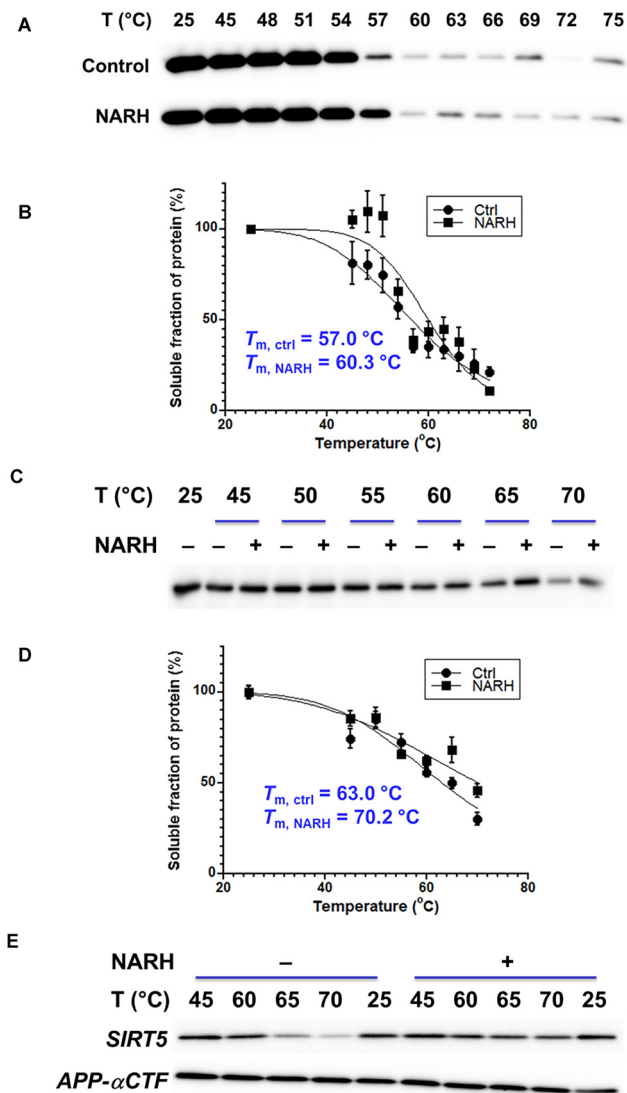 A
T (°C) 25 45 48 51 54 57 60 63 66 69 72 75
Control
NARH
B
Soluble fraction of protein (%)
100
50
0
20 40 60 80
Temperature (°C)
Ctrl
NARH
Tm, ctrl = 57.0 °C
Tm, NARH = 60.3 °C
C
T (°C) 25 45 50 55 60 65 70
NARH – – + – + – + – + – + – +
D
Soluble fraction of protein (%)
100
50
0
20 40 60 80
Temperature (°C)
Ctrl
NARH
Tm, ctrl = 63.0 °C
Tm, NARH = 70.2 °C
E
NARH – +
T (°C) 45 60 65 70 25 45 60 65 70 25
SIRT5
APP-αCTF